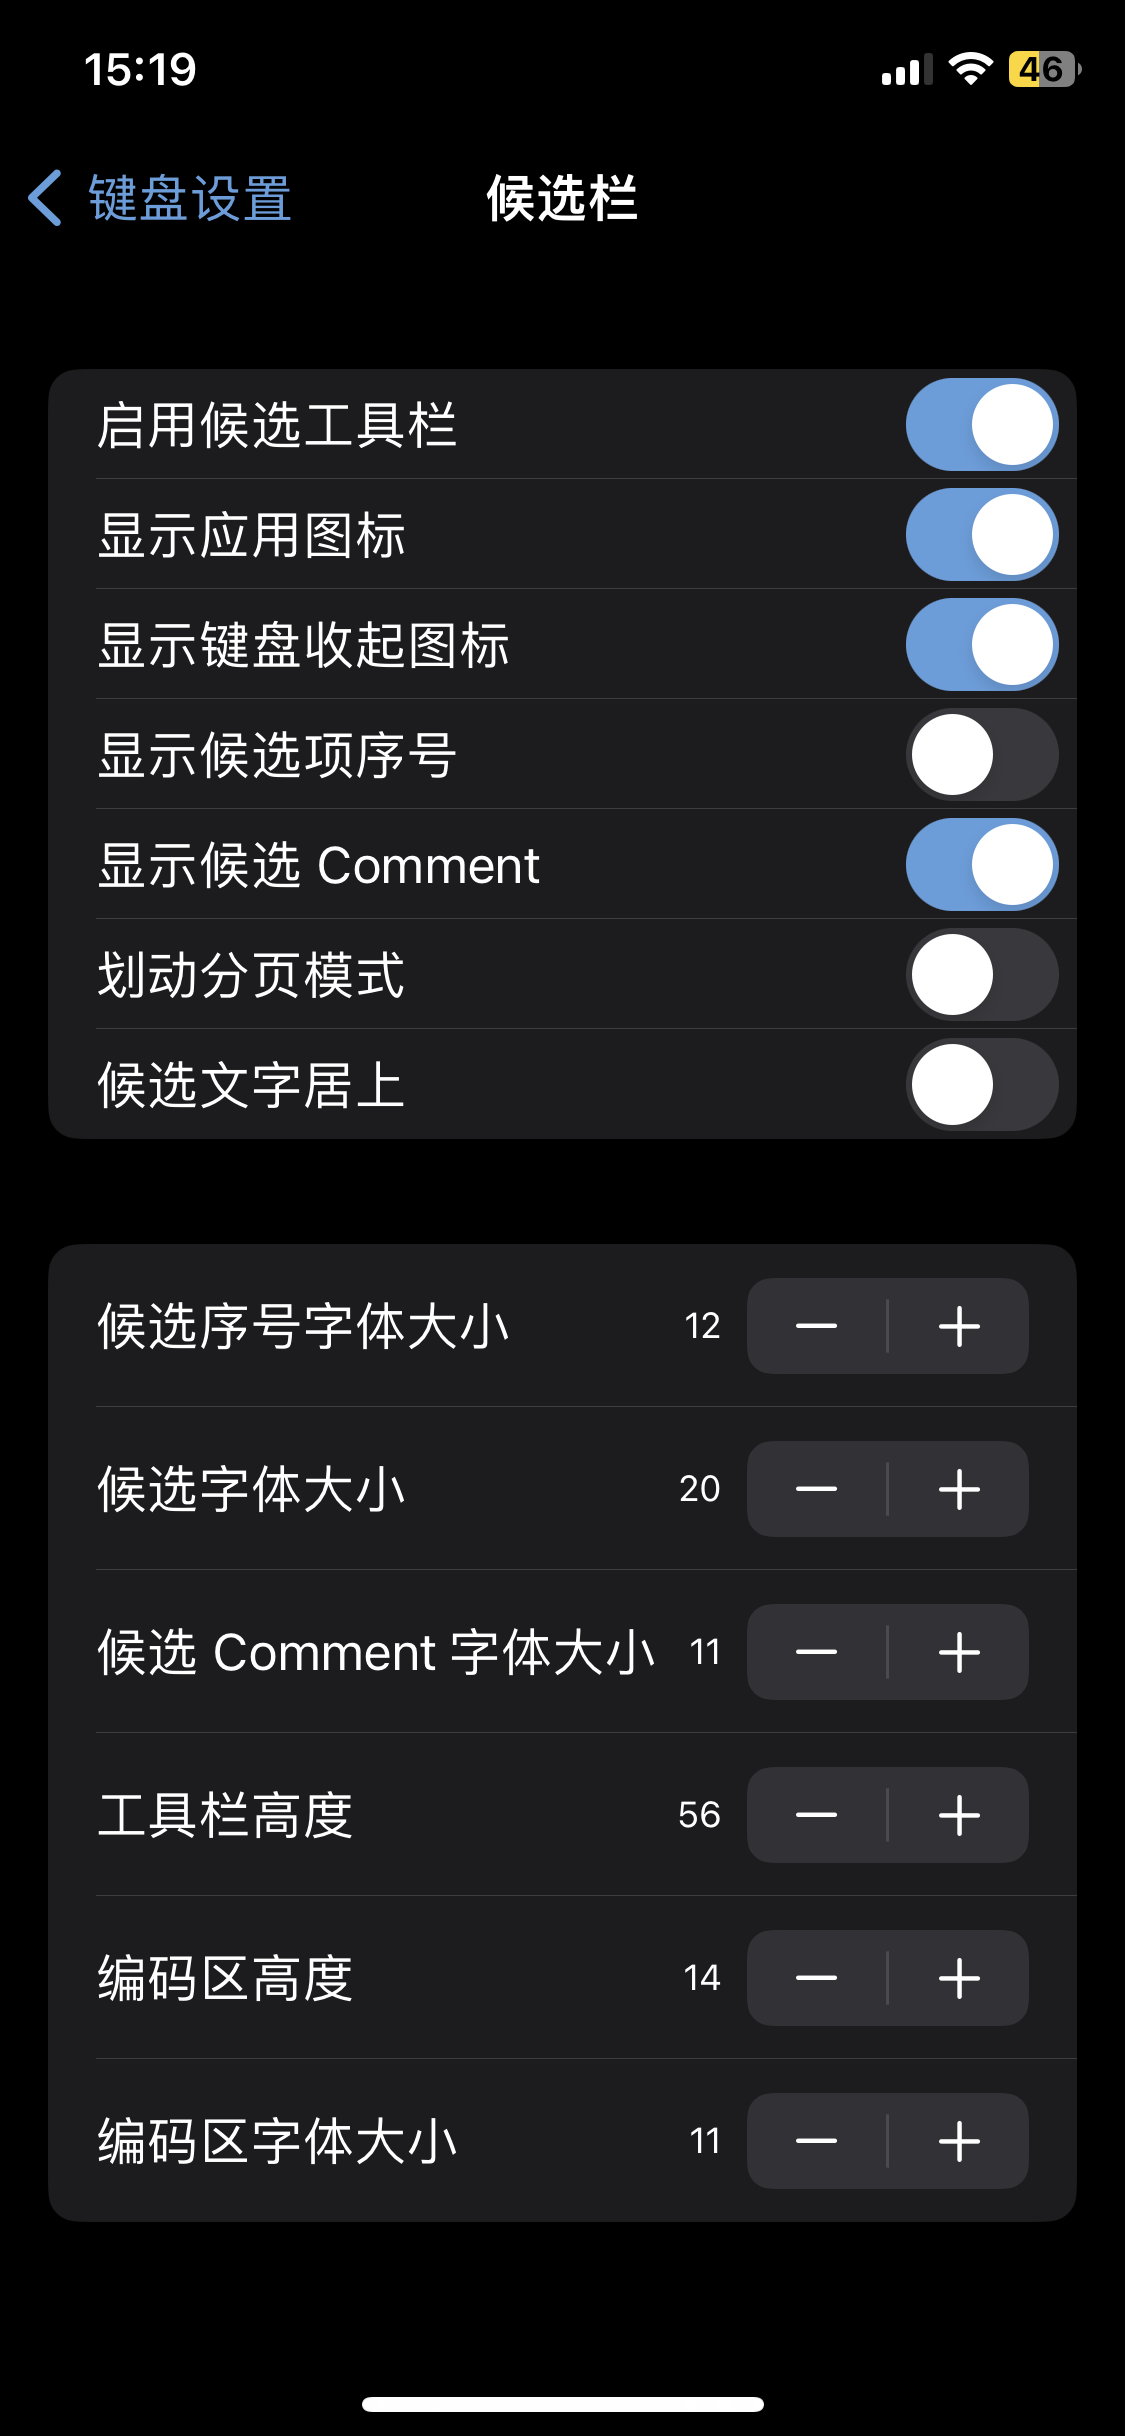 15:19
46
键盘设置
候选栏
启用候选工具栏
显示应用图标
显示键盘收起图标
显示候选项序号
显示候选 Comment
划动分页模式
候选文字居上
候选序号字体大小 12
候选字体大小 20
候选 Comment 字体大小 11
工具栏高度 56
编码区高度 14
编码区字体大小 11